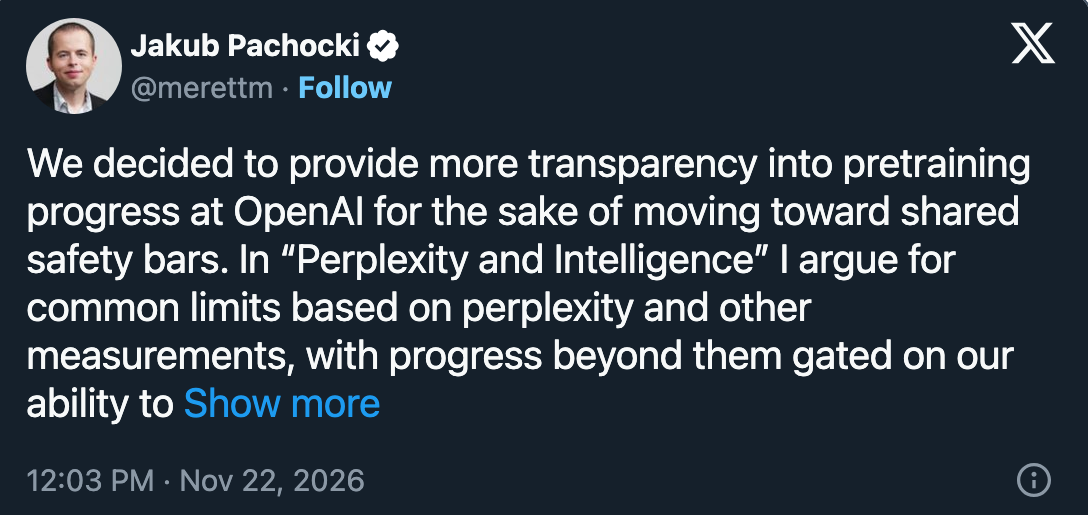 Jakub Pachocki
@merettm · Follow
We decided to provide more transparency into pretraining
progress at OpenAI for the sake of moving toward shared
safety bars. In “Perplexity and Intelligence” I argue for
common limits based on perplexity and other
measurements, with progress beyond them gated on our
ability to Show more
12:03 PM · Nov 22, 2026